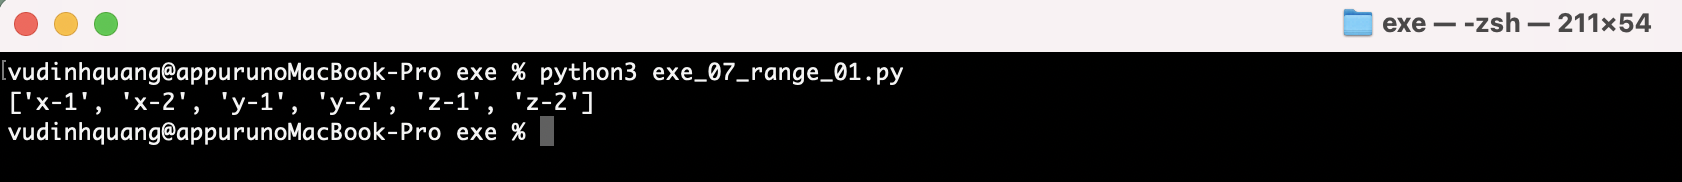 exe — -zsh — 211×54
[vudinhquang@appurunoMacBook-Pro exe % python3 exe_07_range_01.py
['x-1', 'x-2', 'y-1', 'y-2', 'z-1', 'z-2']
vudinhquang@appurunoMacBook-Pro exe %